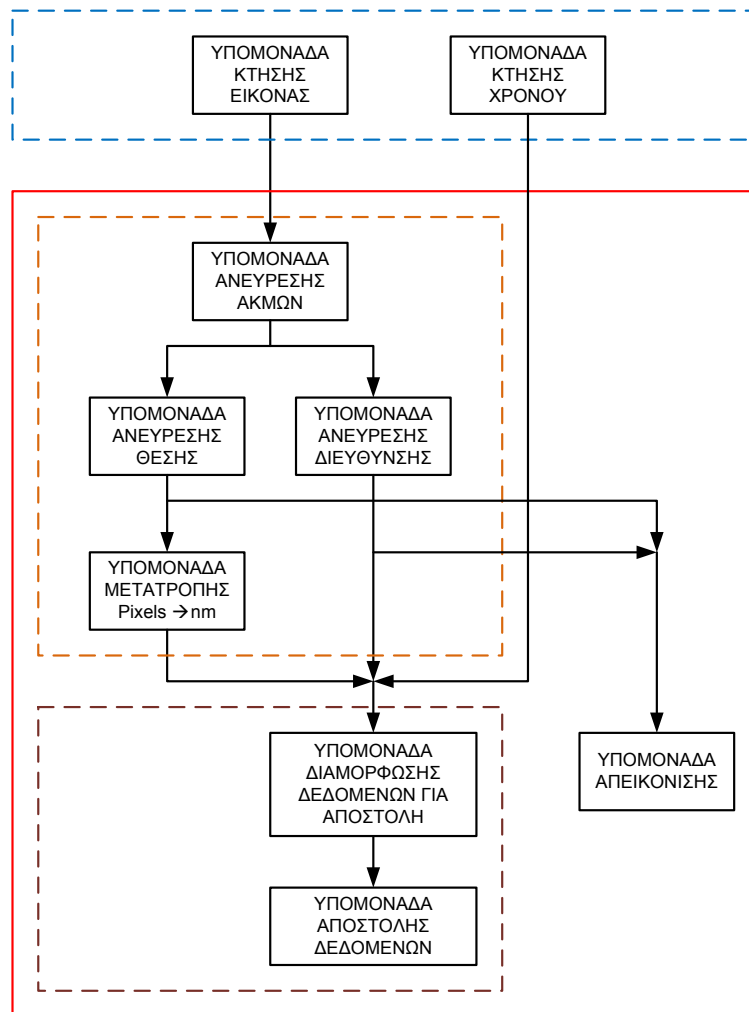 ΥΠΟΜΟΝΑΔΑ
ΚΤΗΣΗΣ
ΕΙΚΟΝΑΣ
ΥΠΟΜΟΝΑΔΑ
ΚΤΗΣΗΣ
ΧΡΟΝΟΥ
ΥΠΟΜΟΝΑΔΑ
ΑΝΕΥΡΕΣΗΣ
ΑΚΜΩΝ
ΥΠΟΜΟΝΑΔΑ
ΑΝΕΥΡΕΣΗΣ
ΘΕΣΗΣ
ΥΠΟΜΟΝΑΔΑ
ΑΝΕΥΡΕΣΗΣ
ΔΙΕΥΘΥΝΣΗΣ
ΥΠΟΜΟΝΑΔΑ
ΜΕΤΑΤΡΟΠΗΣ
Pixels →nm
ΥΠΟΜΟΝΑΔΑ
ΔΙΑΜΟΡΦΩΣΗΣ
ΔΕΔΟΜΕΝΩΝ ΓΙΑ
ΑΠΟΣΤΟΛΗ
ΥΠΟΜΟΝΑΔΑ
ΑΠΕΙΚΟΝΙΣΗΣ
ΥΠΟΜΟΝΑΔΑ
ΑΠΟΣΤΟΛΗΣ
ΔΕΔΟΜΕΝΩΝ